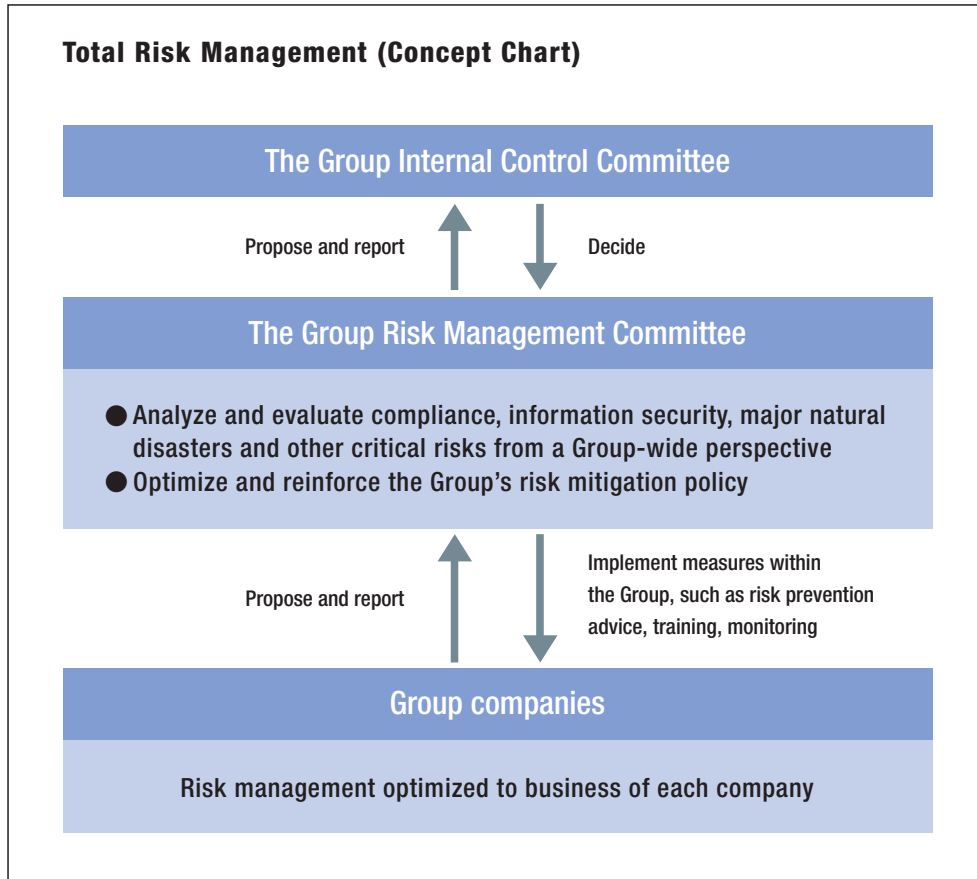 Total Risk Management (Concept Chart)
The Group Internal Control Committee
Propose and report
Decide
The Group Risk Management Committee
● Analyze and evaluate compliance, information security, major natural
disasters and other critical risks from a Group-wide perspective
● Optimize and reinforce the Group’s risk mitigation policy
Propose and report
Implement measures within
the Group, such as risk prevention
advice, training, monitoring
Group companies
Risk management optimized to business of each company